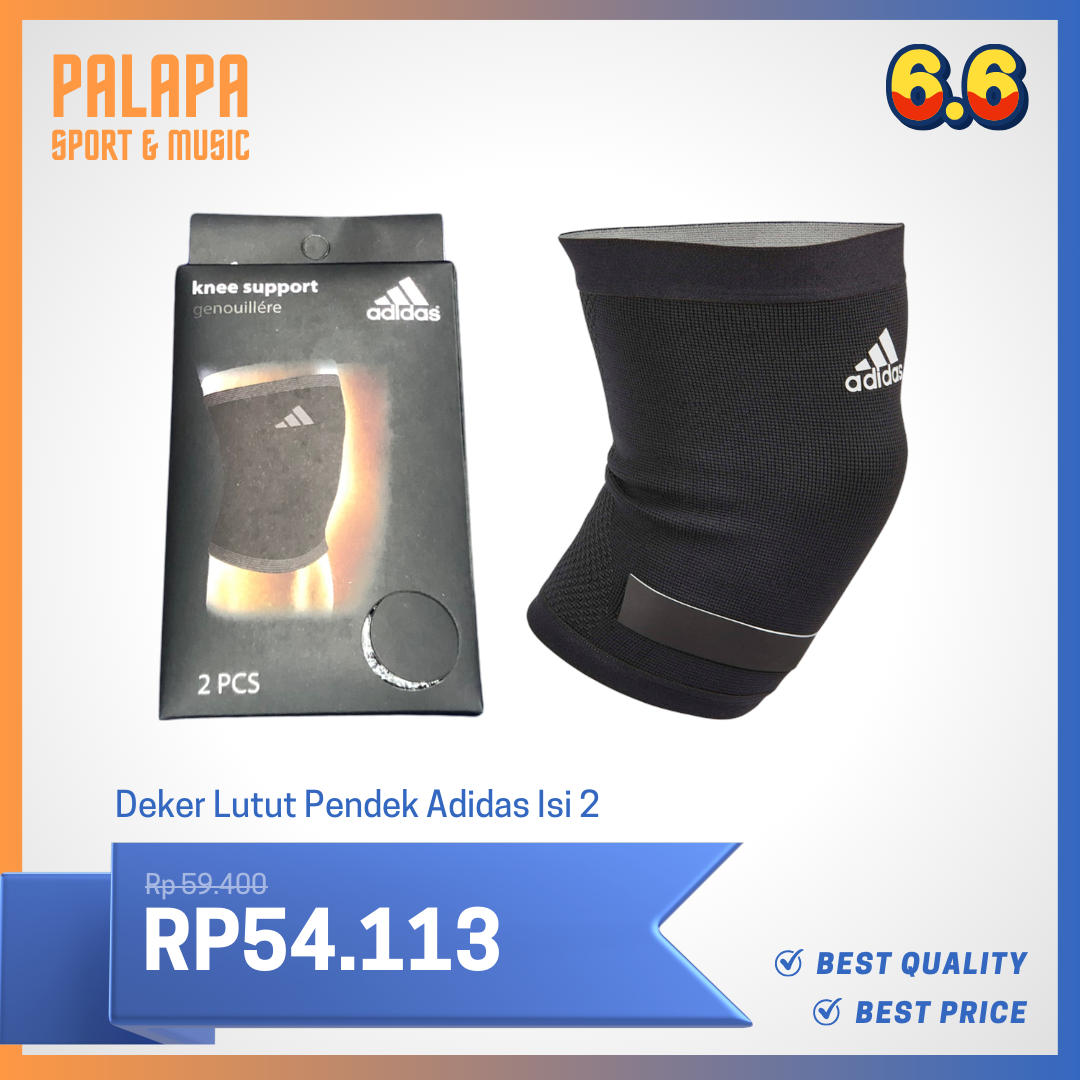 PALAPA
SPORT & MUSIC
6.6
knee support
genouillére
adidas
2 PCS
adidas
Deker Lutut Pendek Adidas Isi 2
Rp 59.400
RP54.113
BEST QUALITY
BEST PRICE